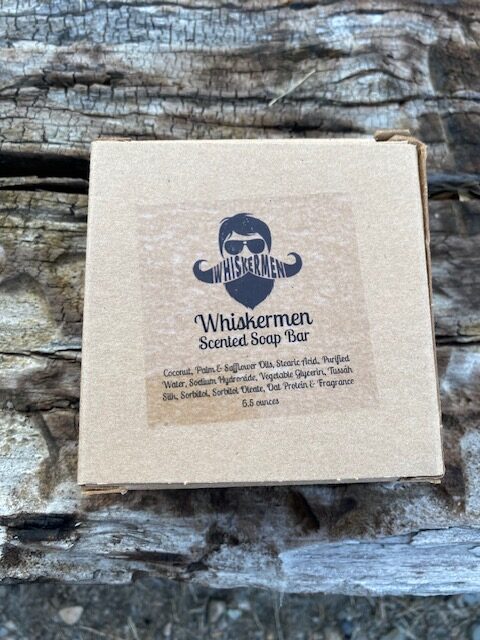 WHISKERMEN
Whiskermen
Scented Soap Bar
Coconut, Palm & Safflower Oils, Stearic Acid, Purified
Water, Sodium Hydroxide, Vegetable Glycerin, Tussah
Silk, Sorbitol, Sorbitol Oleate, Oat Protein & Fragrance
5.5 ounces